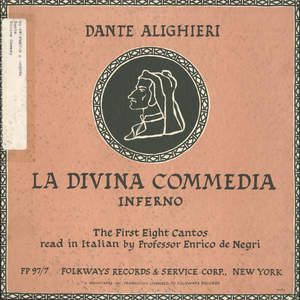 DANTE ALIGHIERI
LA DIVINA COMMEDIA
INFERNO
The First Eight Cantos
read in Italian by Professor Enrico de Negri
FP 97/7 FOLKWAYS RECORDS & SERVICE CORP., NEW YORK